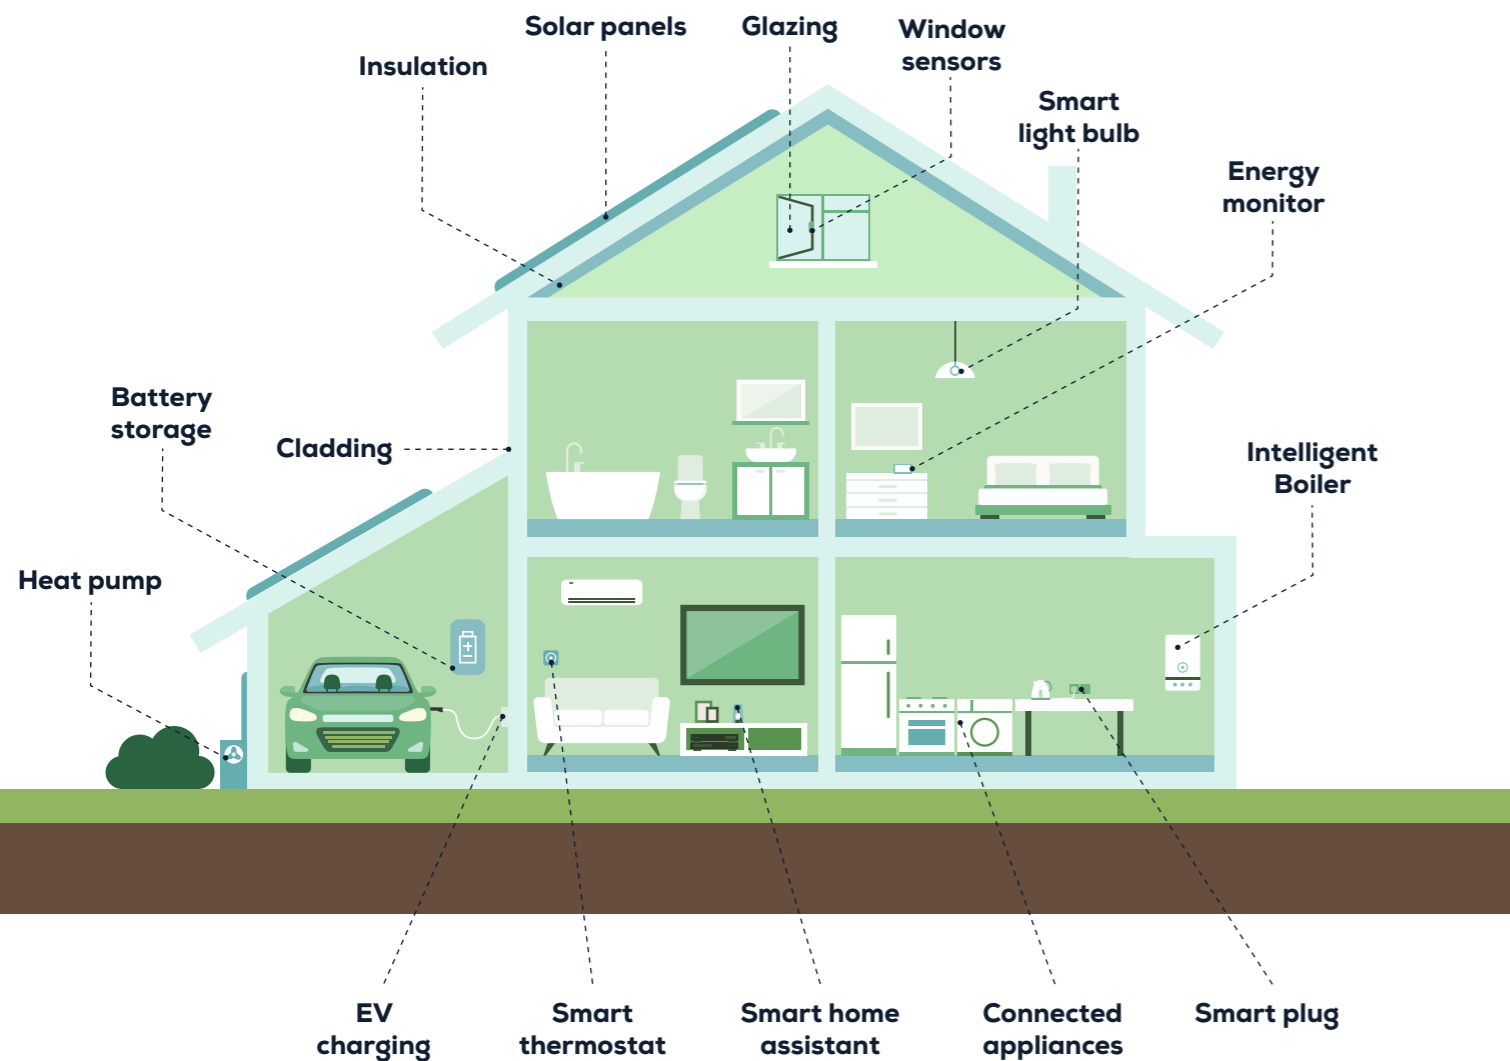 Solar panels
Glazing
Window
sensors
Insulation
Smart
light bulb
Energy
monitor
Battery
storage
Cladding
Intelligent
Boiler
Heat pump
EV
charging
Smart
thermostat
Smart home
assistant
Connected
appliances
Smart plug